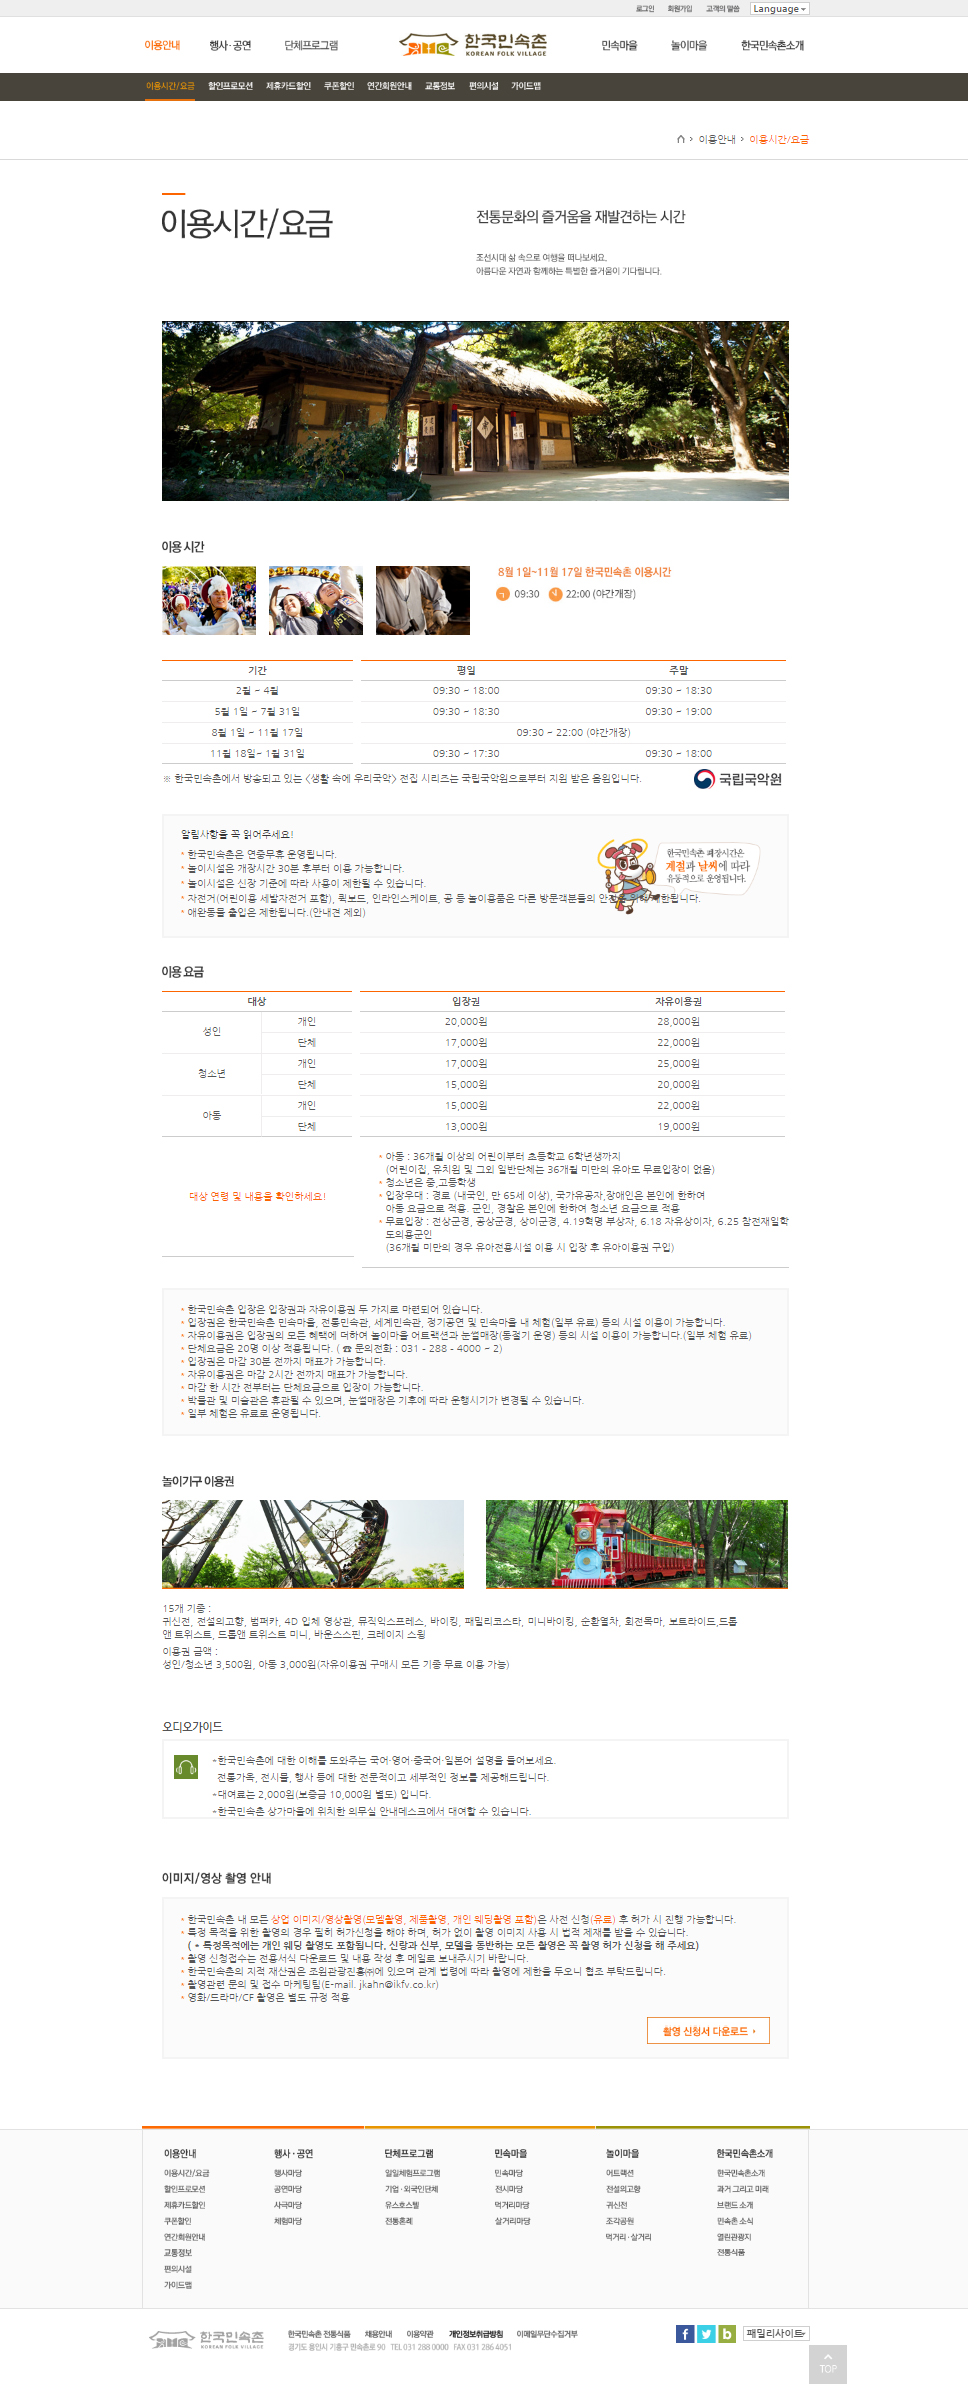 로그인 회원가입 고객의 말씀 Language
이용안내 행사·공연 단체프로그램 한국민속촌 민속마을 놀이마을 한국민속촌소개
KOREAN FOLK VILLAGE
이용시간/요금 할인프로모션 제휴카드할인 쿠폰할인 연간회원안내 교통정보 편의시설 가이드맵
이용안내 > 이용시간/요금
이용시간/요금
전통문화의 즐거움을 재발견하는 시간
조선시대 삶 속으로 여행을 떠나보세요.
아름다운 자연과 함께하는 특별한 즐거움이 기다립니다.
이용 시간
8월 1일~11월 17일 한국민속촌 이용시간
09:30 22:00 (야간개장)
기간 평일 주말
2월 ~ 4월 09:30 ~ 18:00 09:30 ~ 18:30
5월 1일 ~ 7월 31일 09:30 ~ 18:30 09:30 ~ 19:00
8월 1일 ~ 11월 17일 09:30 ~ 22:00 (야간개장)
11월 18일~ 1월 31일 09:30 ~ 17:30 09:30 ~ 18:00
※ 한국민속촌에서 방송되고 있는 <생활 속에 우리국악> 전집 시리즈는 국립국악원으로부터 지원 받은 음원입니다. 국립국악원
알림사항을 꼭 읽어주세요!
* 한국민속촌은 연중무휴 운영됩니다.
* 놀이시설은 개장시간 30분 후부터 이용 가능합니다.
* 놀이시설은 신장 기준에 따라 사용이 제한될 수 있습니다.
* 자전거(어린이용 세발자전거 포함), 퀵보드, 인라인스케이트, 공 등 놀이용품은 다른 방문객분들의 안전을 위해 제한됩니다.
* 애완동물 출입은 제한됩니다.(안내견 제외)
한국민속촌 폐장시간은
계절과 날씨에 따라
유동적으로 운영됩니다.
이용 요금
대상 입장권 자유이용권
성인 개인 20,000원 28,000원
단체 17,000원 22,000원
청소년 개인 17,000원 25,000원
단체 15,000원 20,000원
아동 개인 15,000원 22,000원
단체 13,000원 19,000원
대상 연령 및 내용을 확인하세요!
* 아동 : 36개월 이상의 어린이부터 초등학교 6학년생까지
(어린이집, 유치원 및 그외 일반단체는 36개월 미만의 유아도 무료입장이 없음)
* 청소년은 중,고등학생
* 입장우대 : 경로 (내국인, 만 65세 이상), 국가유공자,장애인은 본인에 한하여
아동 요금으로 적용. 군인, 경찰은 본인에 한하여 청소년 요금으로 적용
* 무료입장 : 전상군경, 공상군경, 상이군경, 4.19혁명 부상자, 6.18 자유상이자, 6.25 참전재일학
도의용군인
(36개월 미만의 경우 유아전용시설 이용 시 입장 후 유아이용권 구입)
* 한국민속촌 입장은 입장권과 자유이용권 두 가지로 마련되어 있습니다.
* 입장권은 한국민속촌 민속마을, 전통민속관, 세계민속관, 정기공연 및 민속마을 내 체험(일부 유료) 등의 시설 이용이 가능합니다.
* 자유이용권은 입장권의 모든 혜택에 더하여 놀이마을 어트랙션과 눈썰매장(동절기 운영) 등의 시설 이용이 가능합니다.(일부 체험 유료)
* 단체요금은 20명 이상 적용됩니다. ( ☎ 문의전화 : 031 - 288 - 4000 ~ 2)
* 입장권은 마감 30분 전까지 매표가 가능합니다.
* 자유이용권은 마감 2시간 전까지 매표가 가능합니다.
* 마감 한 시간 전부터는 단체요금으로 입장이 가능합니다.
* 박물관 및 미술관은 휴관될 수 있으며, 눈썰매장은 기후에 따라 운행시기가 변경될 수 있습니다.
* 일부 체험은 유료로 운영됩니다.
놀이기구 이용권
15개 기종 :
귀신전, 전설의고향, 범퍼카, 4D 입체 영상관, 뮤직익스프레스, 바이킹, 패밀리코스타, 미니바이킹, 순환열차, 회전목마, 보트라이드,드롭
앤 트위스트, 드롭앤 트위스트 미니, 바운스스핀, 크레이지 스윙
이용권 금액 :
성인/청소년 3,500원, 아동 3,000원(자유이용권 구매시 모든 기종 무료 이용 가능)
오디오가이드
*한국민속촌에 대한 이해를 도와주는 국어·영어·중국어·일본어 설명을 들어보세요.
전통가옥, 전시물, 행사 등에 대한 전문적이고 세부적인 정보를 제공해드립니다.
*대여료는 2,000원(보증금 10,000원 별도) 입니다.
*한국민속촌 상가마을에 위치한 의무실 안내데스크에서 대여할 수 있습니다.
이미지/영상 촬영 안내
* 한국민속촌 내 모든 상업 이미지/영상촬영(모델촬영, 제품촬영, 개인 웨딩촬영 포함)은 사전 신청(유료) 후 허가 시 진행 가능합니다.
* 특정 목적을 위한 촬영의 경우 필히 허가신청을 해야 하며, 허가 없이 촬영 이미지 사용 시 법적 제재를 받을 수 있습니다.
( * 특정목적에는 개인 웨딩 촬영도 포함됩니다. 신랑과 신부, 모델을 동반하는 모든 촬영은 꼭 촬영 허가 신청을 해 주세요)
* 촬영 신청접수는 전용서식 다운로드 및 내용 작성 후 메일로 보내주시기 바랍니다.
* 한국민속촌의 지적 재산권은 조원관광진흥㈜에 있으며 관계 법령에 따라 촬영에 제한을 두오니 협조 부탁드립니다.
* 촬영관련 문의 및 접수 마케팅팀(E-mail. jkahn@ikfv.co.kr)
* 영화/드라마/CF 촬영은 별도 규정 적용
촬영 신청서 다운로드
이용안내 행사·공연 단체프로그램 민속마을 놀이마을 한국민속촌소개
이용시간/요금 행사마당 일일체험프로그램 민속마당 어트랙션 한국민속촌소개
할인프로모션 공연마당 기업·외국인단체 전시마당 전설의고향 과거 그리고 미래
제휴카드할인 사극마당 유스호스텔 먹거리마당 귀신전 브랜드 소개
쿠폰할인 체험마당 전통혼례 살거리마당 조각공원 민속촌 소식
연간회원안내 먹거리·살거리 열린관광지
교통정보 전통식품
편의시설
가이드맵
한국민속촌 한국민속촌 전통식품 채용안내 이용약관 개인정보취급방침 이메일무단수집거부 패밀리사이트
KOREAN FOLK VILLAGE 경기도 용인시 기흥구 민속촌로 90 TEL 031 288 0000 FAX 031 286 4051
TOP